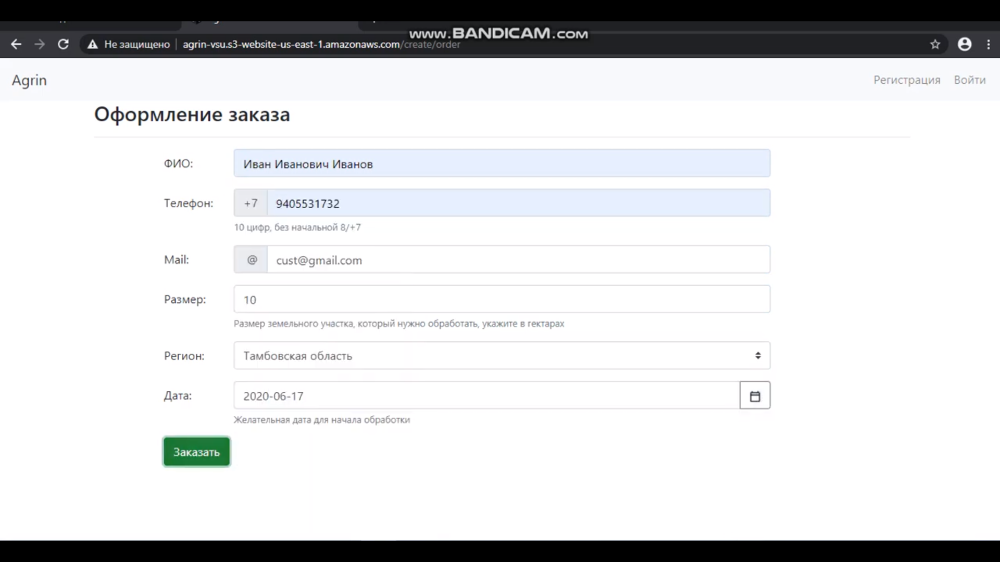 www.BANDICAM.com
Не защищено
agrin-vsu.s3-website-us-east-1.amazonaws.com/create/order
Agrin
Регистрация
Войти
Оформление заказа
ФИО:
Иван Иванович Иванов
Телефон:
+7
9405531732
10 цифр, без начальной 8/+7
Mail:
@
cust@gmail.com
Размер:
10
Размер земельного участка, который нужно обработать, укажите в гектарах
Регион:
Тамбовская область
Дата:
2020-06-17
Желательная дата для начала обработки
Заказать